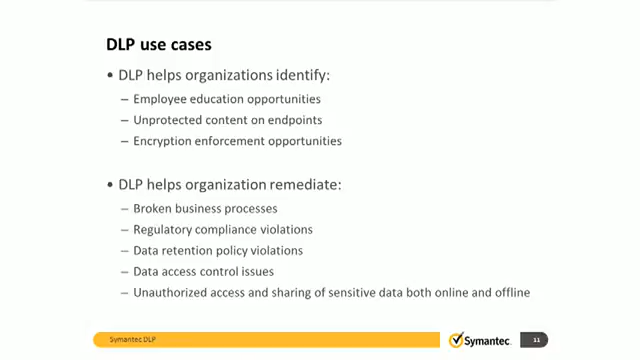 DLP use cases
• DLP helps organizations identify:
– Employee education opportunities
– Unprotected content on endpoints
– Encryption enforcement opportunities
• DLP helps organization remediate:
– Broken business processes
– Regulatory compliance violations
– Data retention policy violations
– Data access control issues
– Unauthorized access and sharing of sensitive data both online and offline
Symantec DLP
Symantec.
11